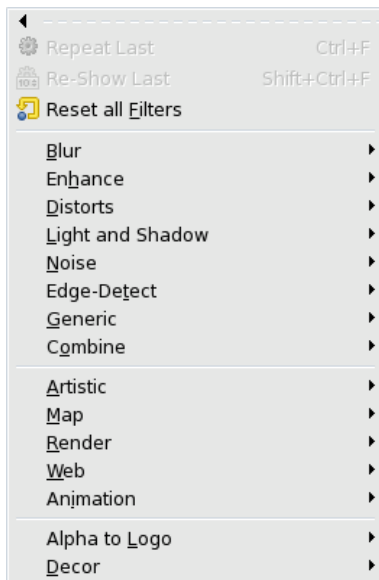 Repeat Last Ctrl+F
Re-Show Last Shift+Ctrl+F
Reset all Filters
Blur
Enhance
Distorts
Light and Shadow
Noise
Edge-Detect
Generic
Combine
Artistic
Map
Render
Web
Animation
Alpha to Logo
Decor